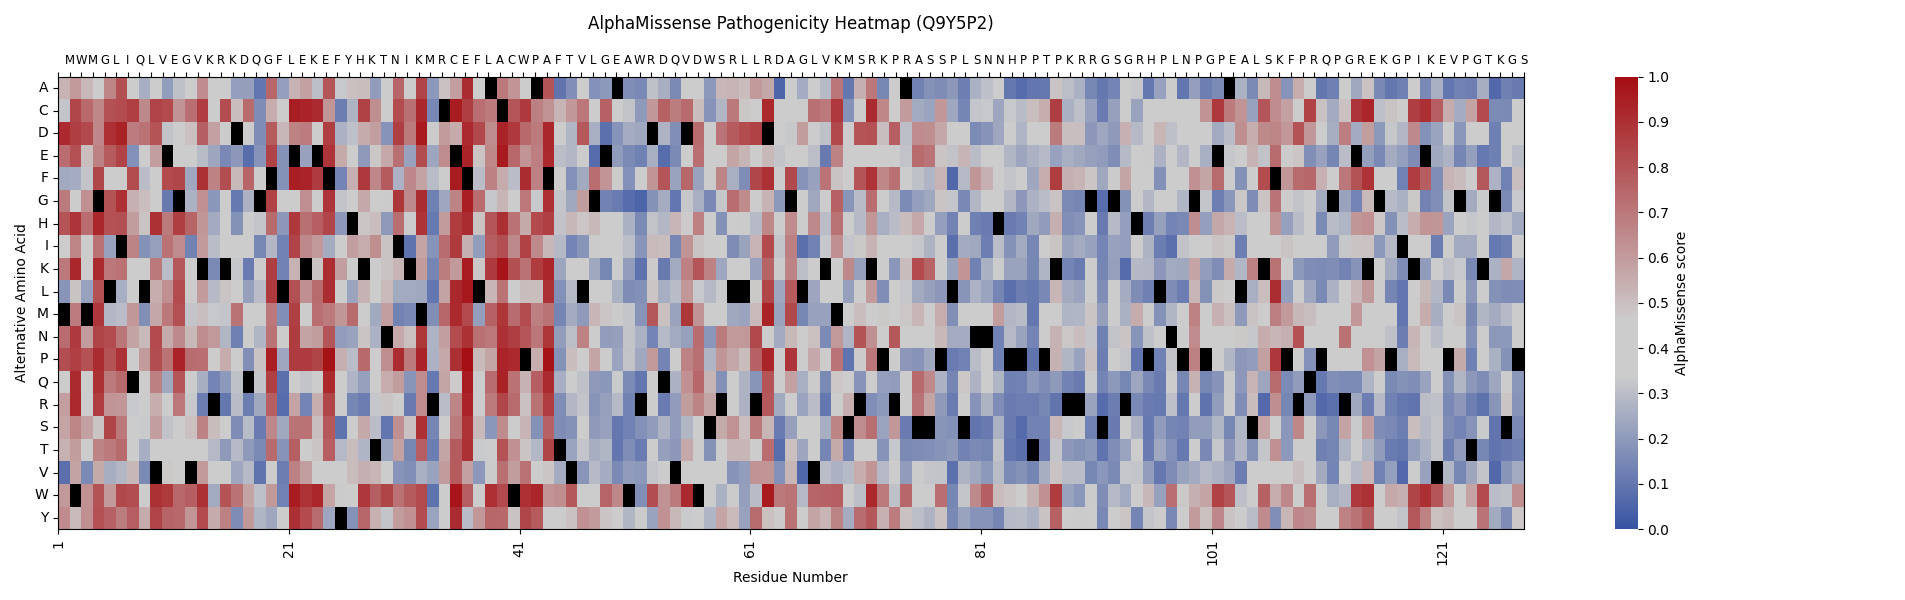 AlphaMissense Pathogenicity Heatmap (Q9Y5P2)
M W M G L I Q L V E G V K R K D Q G F L E K E F Y H K T N I K M R C E F L A C W P A F T V L G E A W R D Q V D W S R L L R D A G L V K M S R K P R A S S P L S N N H P P T P K R R G S G R H P L N P G P E A L S K F P R Q P G R E K G P I K E V P G T K G S
Alternative Amino Acid
A
C
D
E
F
G
H
I
K
L
M
N
P
Q
R
S
T
V
W
Y
1 21 41 61 81 101 121
Residue Number
1.0
0.9
0.8
0.7
0.6
0.5
0.4
0.3
0.2
0.1
0.0
AlphaMissense score